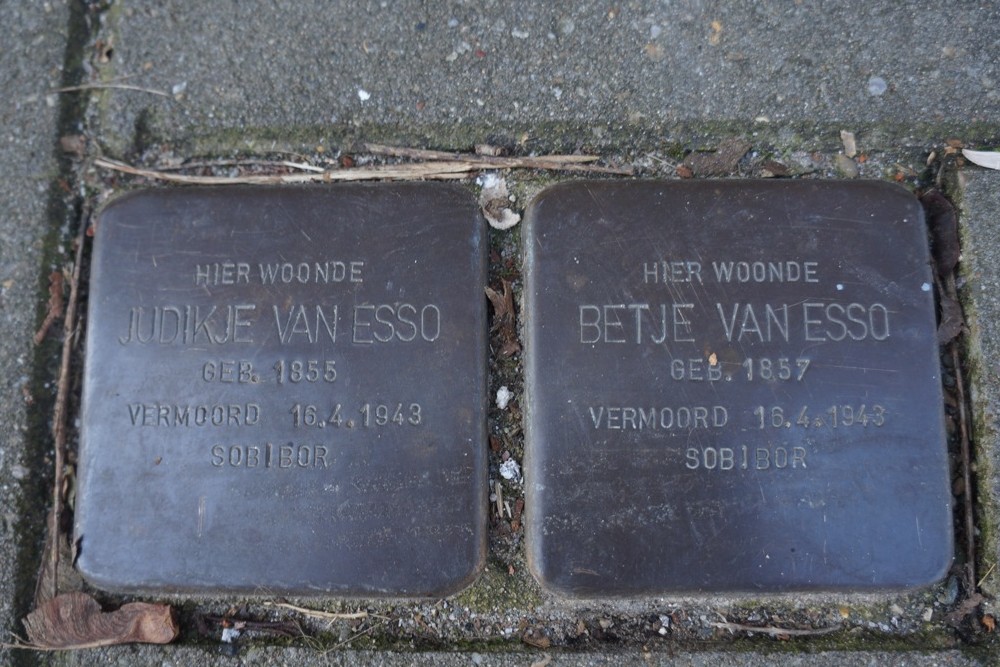 HIER WOONDE
JUDIKJE VAN ESSO
GEB. 1855
VERMOORD 16.4.1943
SOBIBOR
HIER WOONDE
BETJE VAN ESSO
GEB. 1857
VERMOORD 16.4.1943
SOBIBOR